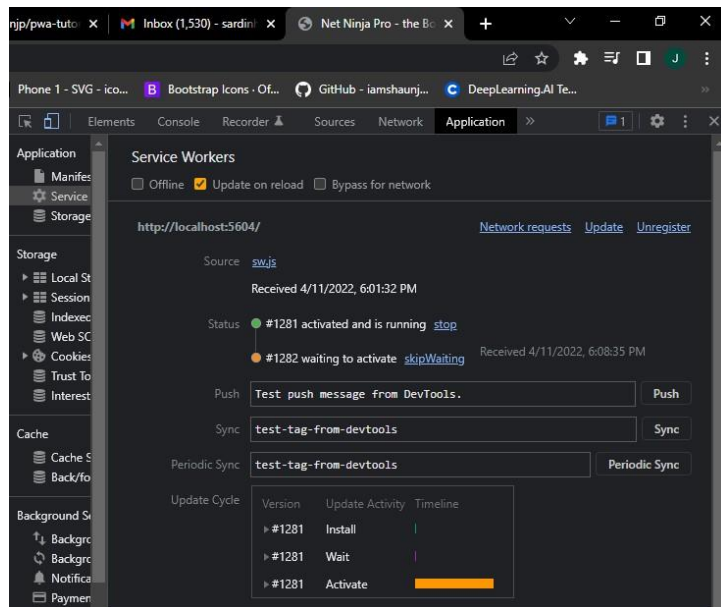 njp/pwa-tuto
Inbox (1,530) - sardin
Net Ninja Pro - the Bo
J
Phone 1 - SVG - ico...
B Bootstrap Icons · Of...
GitHub - iamshaunj...
C DeepLearning.AI Te...
»
Elements Console Recorder Sources Network Application » 1
Application
Manifes
Service
Storage
Storage
Local St
Session
Indexed
Web SC
Cookies
Trust To
Interest
Cache
Cache S
Back/fo
Background Se
Backgro
Backgro
Notifica
Paymen
Service Workers
Offline Update on reload Bypass for network
http://localhost:5604/ Network requests Update Unregister
Source sw.js
Received 4/11/2022, 6:01:32 PM
Status #1281 activated and is running stop
#1282 waiting to activate skipWaiting Received 4/11/2022, 6:08:35 PM
Push Test push message from DevTools. Push
Sync test-tag-from-devtools Sync
Periodic Sync test-tag-from-devtools Periodic Sync
Update Cycle Version Update Activity Timeline
#1281 Install
#1281 Wait
#1281 Activate